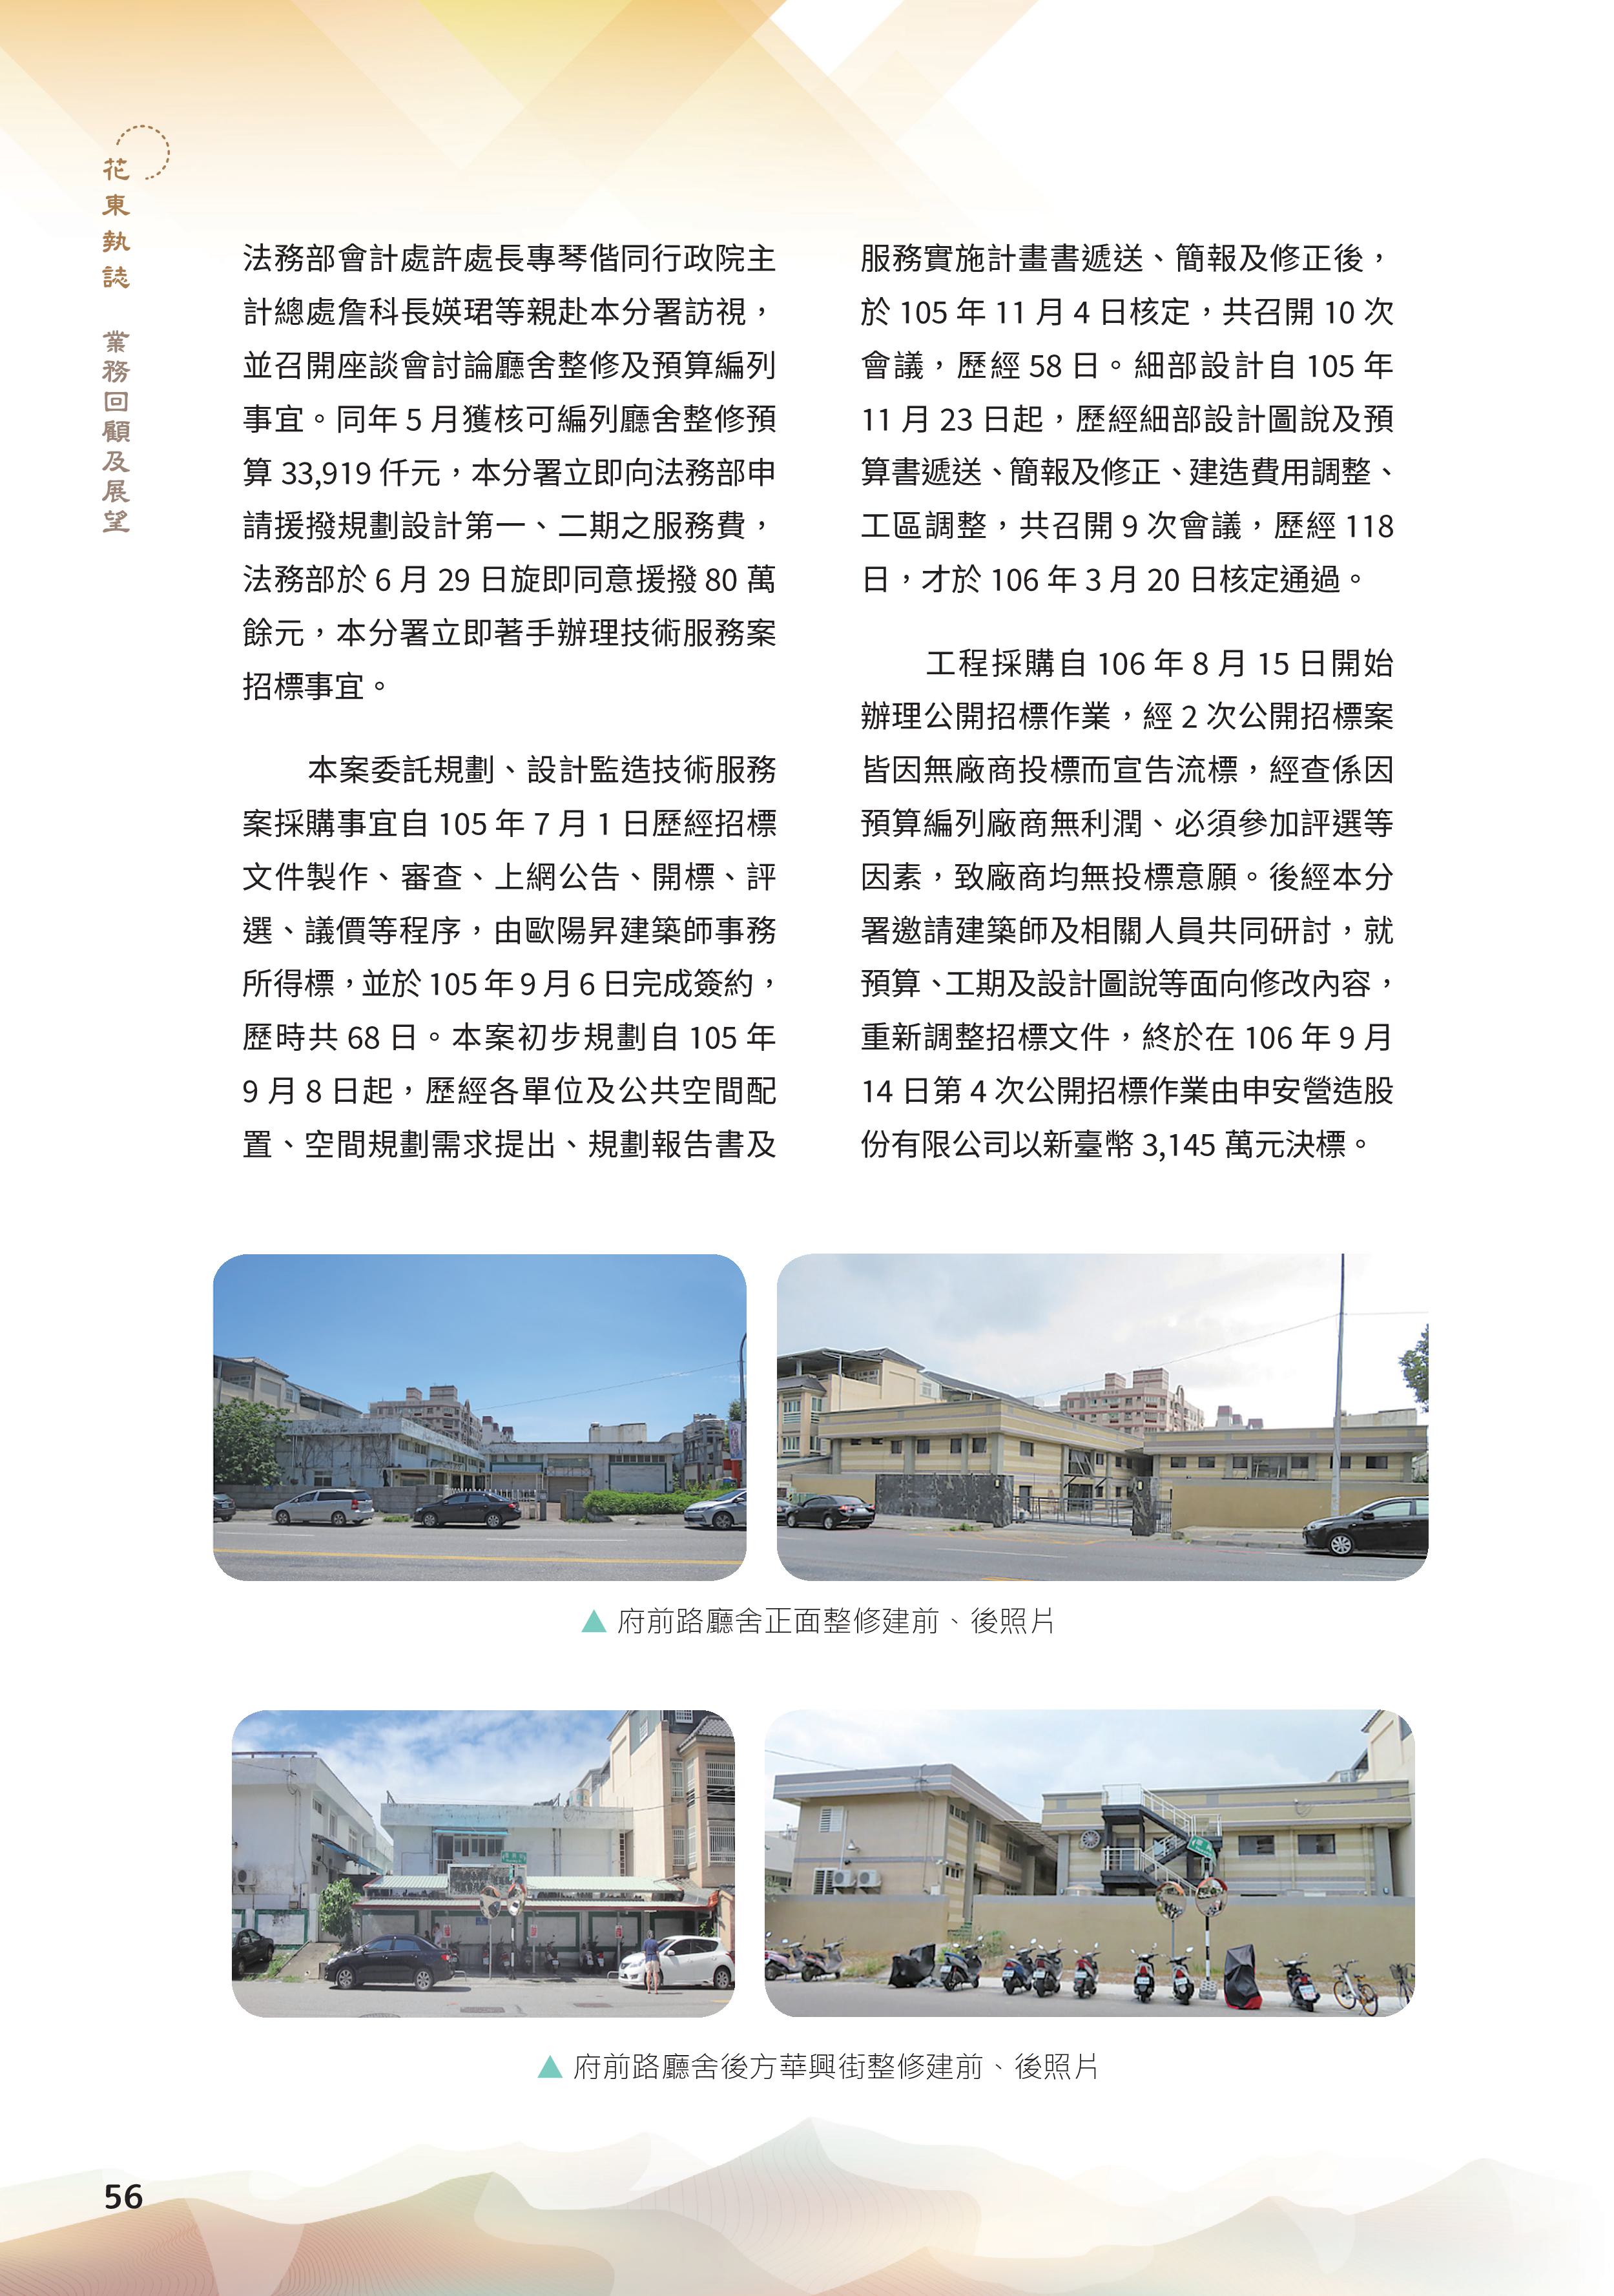 花東執誌 業務回顧及展望
法務部會計處許處長專琴偕同行政院主
計總處詹科長媖珺等親赴本分署訪視，
並召開座談會討論廳舍整修及預算編列
事宜。同年 5 月獲核可編列廳舍整修預
算 33,919 仟元，本分署立即向法務部申
請援撥規劃設計第一、二期之服務費，
法務部於 6 月 29 日旋即同意援撥 80 萬
餘元，本分署立即著手辦理技術服務案
招標事宜。
本案委託規劃、設計監造技術服務
案採購事宜自 105 年 7 月 1 日歷經招標
文件製作、審查、上網公告、開標、評
選、議價等程序，由歐陽昇建築師事務
所得標，並於 105 年 9 月 6 日完成簽約，
歷時共 68 日。本案初步規劃自 105 年
9 月 8 日起，歷經各單位及公共空間配
置、空間規劃需求提出、規劃報告書及
服務實施計畫書遞送、簡報及修正後，
於 105 年 11 月 4 日核定，共召開 10 次
會議，歷經 58 日。細部設計自 105 年
11 月 23 日起，歷經細部設計圖說及預
算書遞送、簡報及修正、建造費用調整、
工區調整，共召開 9 次會議，歷經 118
日，才於 106 年 3 月 20 日核定通過。
工程採購自 106 年 8 月 15 日開始
辦理公開招標作業，經 2 次公開招標案
皆因無廠商投標而宣告流標，經查係因
預算編列廠商無利潤、必須參加評選等
因素，致廠商均無投標意願。後經本分
署邀請建築師及相關人員共同研討，就
預算、工期及設計圖說等面向修改內容，
重新調整招標文件，終於在 106 年 9 月
14 日第 4 次公開招標作業由申安營造股
份有限公司以新臺幣 3,145 萬元決標。
▲ 府前路廳舍正面整修建前、後照片
▲ 府前路廳舍後方華興街整修建前、後照片
56